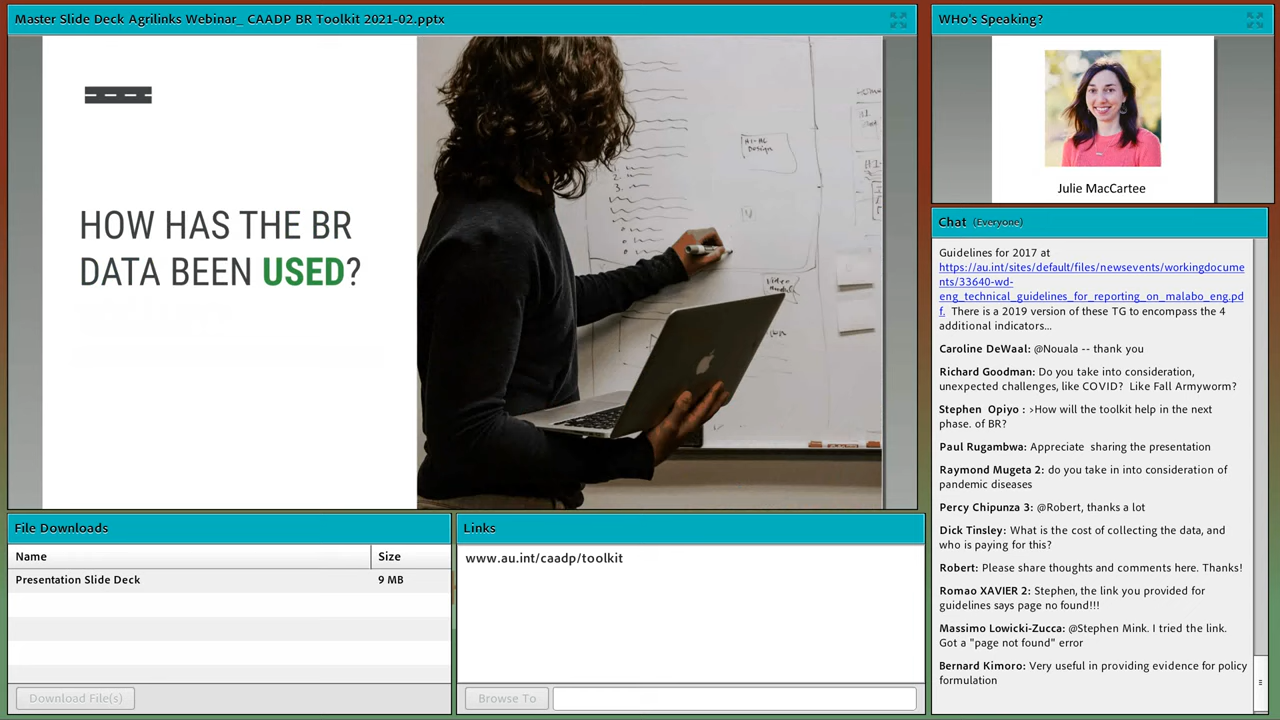 Master Slide Deck Agrilinks Webinar_ CAADP BR Toolkit 2021-02.pptx
HOW HAS THE BR
DATA BEEN USED?
HI-AL
Design
1.
2.
3.
File Downloads
Name Size
Presentation Slide Deck 9 MB
Download File(s)
Links
www.au.int/caadp/toolkit
Browse To
WHo's Speaking?
Julie MacCartee
Chat (Everyone)
Guidelines for 2017 at
https://au.int/sites/default/files/newsevents/workingdocume
nts/33640-wd-
eng_technical_guidelines_for_reporting_on_malabo_eng.pd
f. There is a 2019 version of these TG to encompass the 4
additional indicators...
Caroline DeWaal: @Nouala -- thank you
Richard Goodman: Do you take into consideration,
unexpected challenges, like COVID? Like Fall Armyworm?
Stephen Opiyo : >How will the toolkit help in the next
phase. of BR?
Paul Rugambwa: Appreciate sharing the presentation
Raymond Mugeta 2: do you take in into consideration of
pandemic diseases
Percy Chipunza 3: @Robert, thanks a lot
Dick Tinsley: What is the cost of collecting the data, and
who is paying for this?
Robert: Please share thoughts and comments here. Thanks!
Romao XAVIER 2: Stephen, the link you provided for
guidelines says page no found!!!
Massimo Lowicki-Zucca: @Stephen Mink. I tried the link.
Got a "page not found" error
Bernard Kimoro: Very useful in providing evidence for policy
formulation